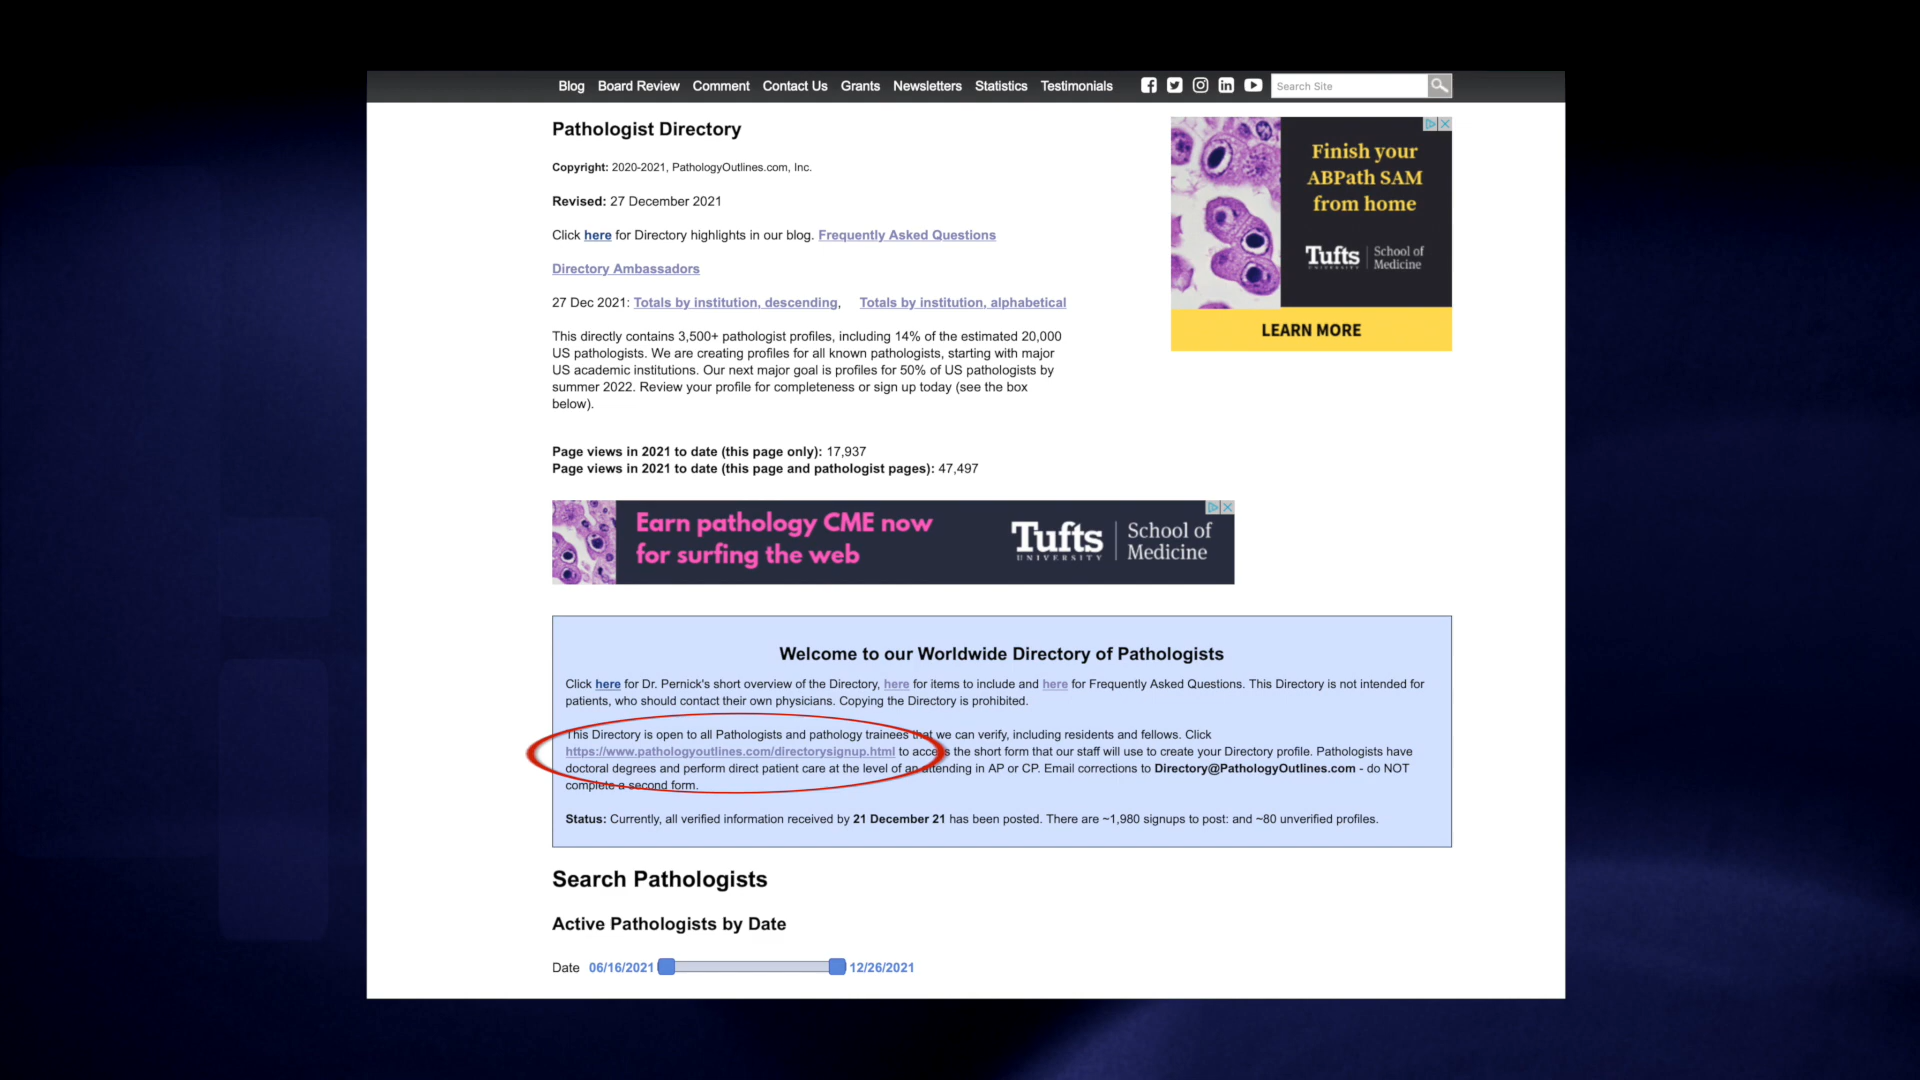 Blog Board Review Comment Contact Us Grants Newsletters Statistics Testimonials
Search Site
Pathologist Directory
Copyright: 2020-2021, PathologyOutlines.com, Inc.
Revised: 27 December 2021
Click here for Directory highlights in our blog. Frequently Asked Questions
Directory Ambassadors
27 Dec 2021: Totals by institution, descending, Totals by institution, alphabetical
This directly contains 3,500+ pathologist profiles, including 14% of the estimated 20,000
US pathologists. We are creating profiles for all known pathologists, starting with major
US academic institutions. Our next major goal is profiles for 50% of US pathologists by
summer 2022. Review your profile for completeness or sign up today (see the box
below).
Page views in 2021 to date (this page only): 17,937
Page views in 2021 to date (this page and pathologist pages): 47,497
Finish your
ABPath SAM
from home
Tufts
UNIVERSITY
School of
Medicine
LEARN MORE
Earn pathology CME now
for surfing the web
Tufts
UNIVERSITY
School of
Medicine
Welcome to our Worldwide Directory of Pathologists
Click here for Dr. Pernick's short overview of the Directory, here for items to include and here for Frequently Asked Questions. This Directory is not intended for
patients, who should contact their own physicians. Copying the Directory is prohibited.
This Directory is open to all Pathologists and pathology trainees that we can verify, including residents and fellows. Click
https://www.pathologyoutlines.com/directorysignup.html to access the short form that our staff will use to create your Directory profile. Pathologists have
doctoral degrees and perform direct patient care at the level of an attending in AP or CP. Email corrections to Directory@PathologyOutlines.com - do NOT
complete a second form.
Status: Currently, all verified information received by 21 December 21 has been posted. There are ~1,980 signups to post: and ~80 unverified profiles.
Search Pathologists
Active Pathologists by Date
Date 06/16/2021 12/26/2021